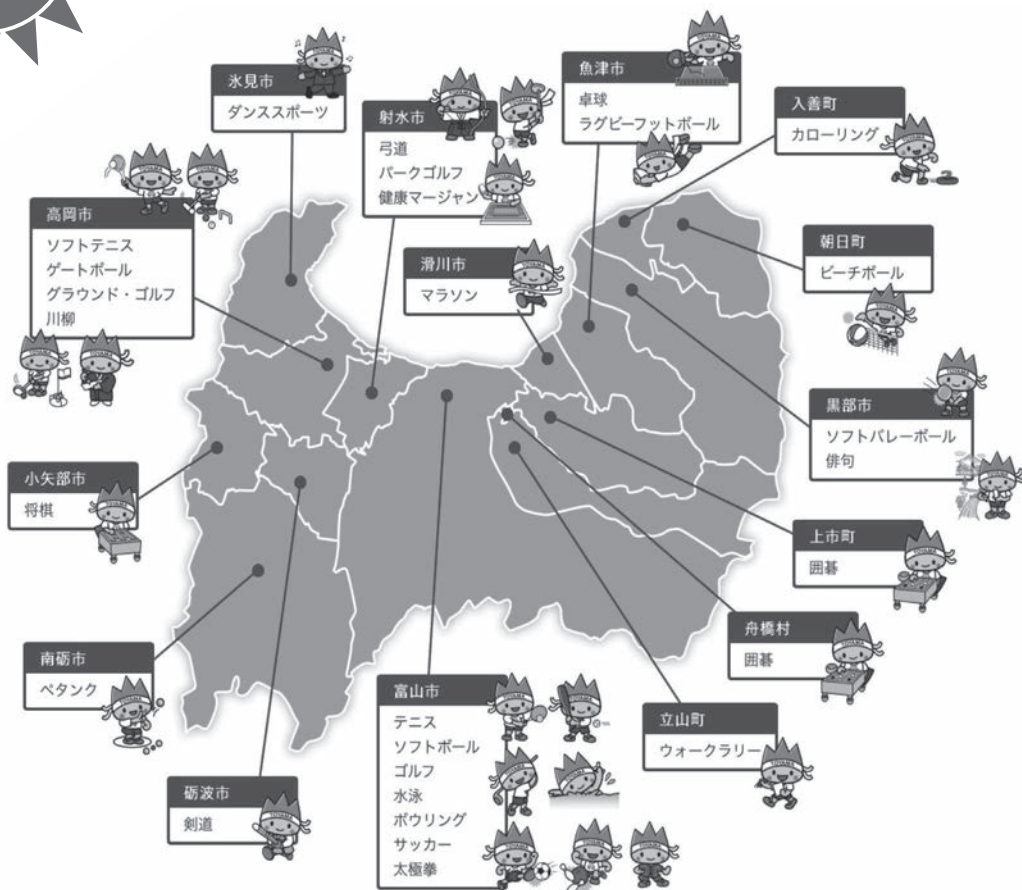 氷見市
ダンススポーツ
射水市
弓道
パークゴルフ
健康マージャン
魚津市
卓球
ラグビーフットボール
入善町
カローリング
高岡市
ソフトテニス
ゲートボール
グラウンド・ゴルフ
川柳
滑川市
マラソン
朝日町
ビーチボール
黒部市
ソフトバレーボール
俳句
小矢部市
将棋
上市町
囲碁
舟橋村
囲碁
南砺市
ペタンク
富山市
テニス
ソフトボール
ゴルフ
水泳
ボウリング
サッカー
太極拳
立山町
ウォークラリー
砺波市
剣道